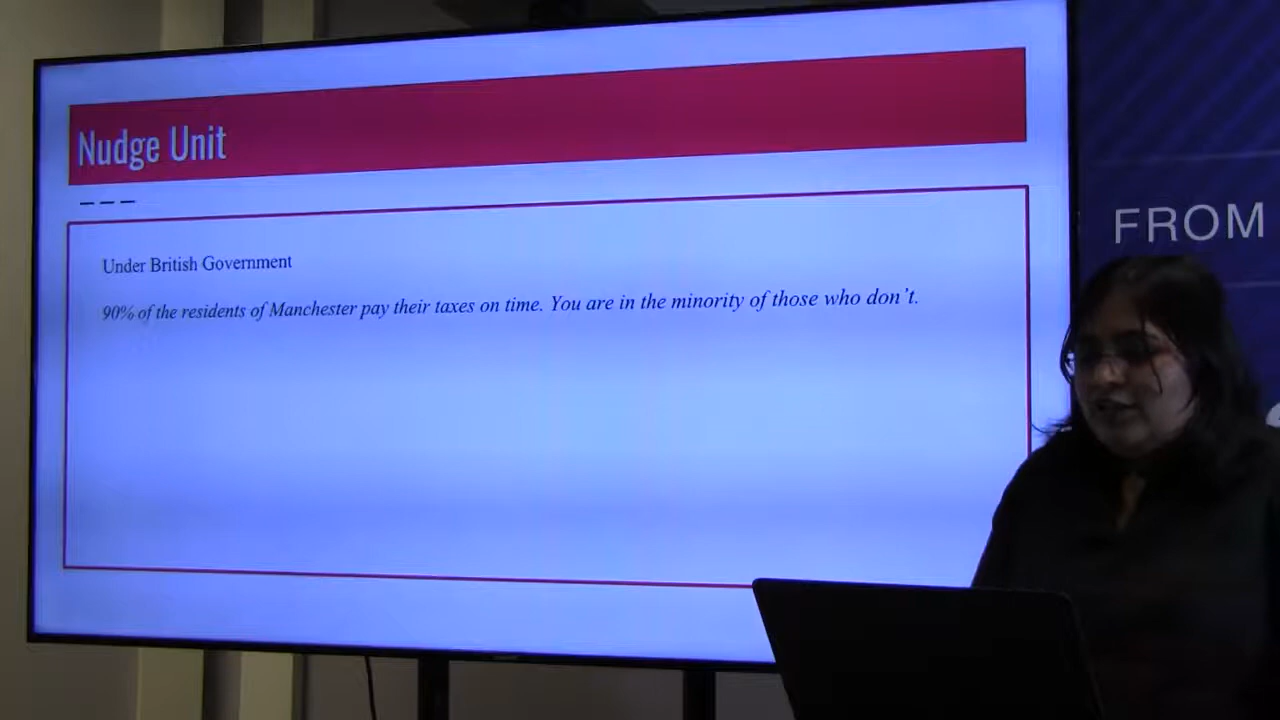 Nudge Unit
Under British Government
90% of the residents of Manchester pay their taxes on time. You are in the minority of those who don't.
FROM